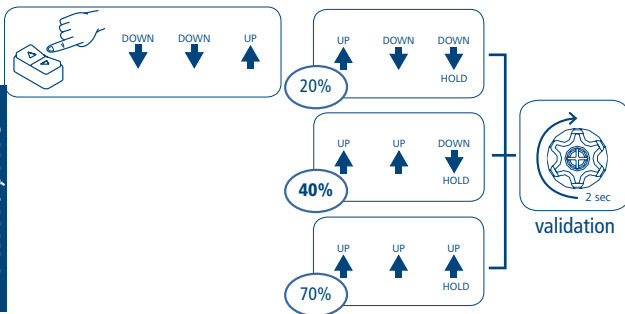 DOWN DOWN UP
UP DOWN DOWN
HOLD
20%
UP UP DOWN
HOLD
40%
UP UP UP
HOLD
70%
2 sec
validation